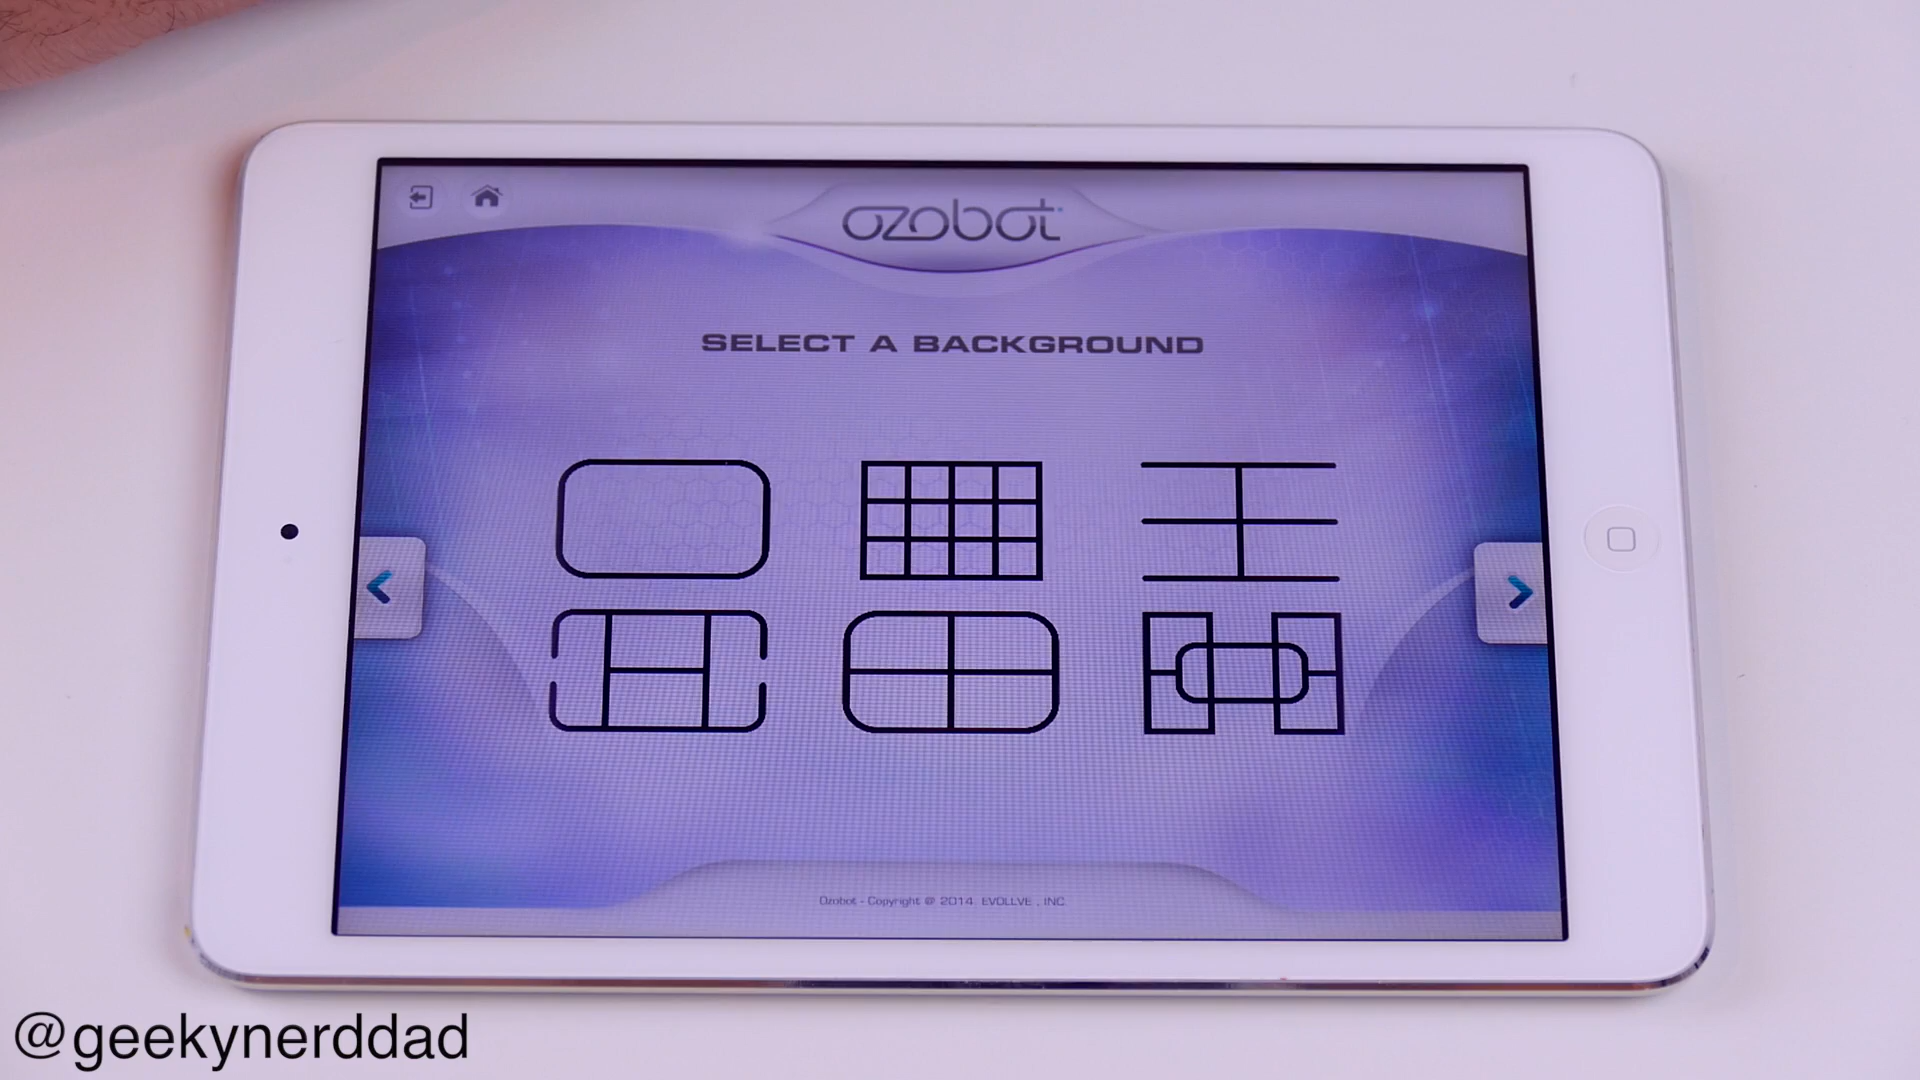 ozobot
SELECT A BACKGROUND
Ozobot - Copyright @ 2014. EVOLLVE , INC.
@geekynerddad